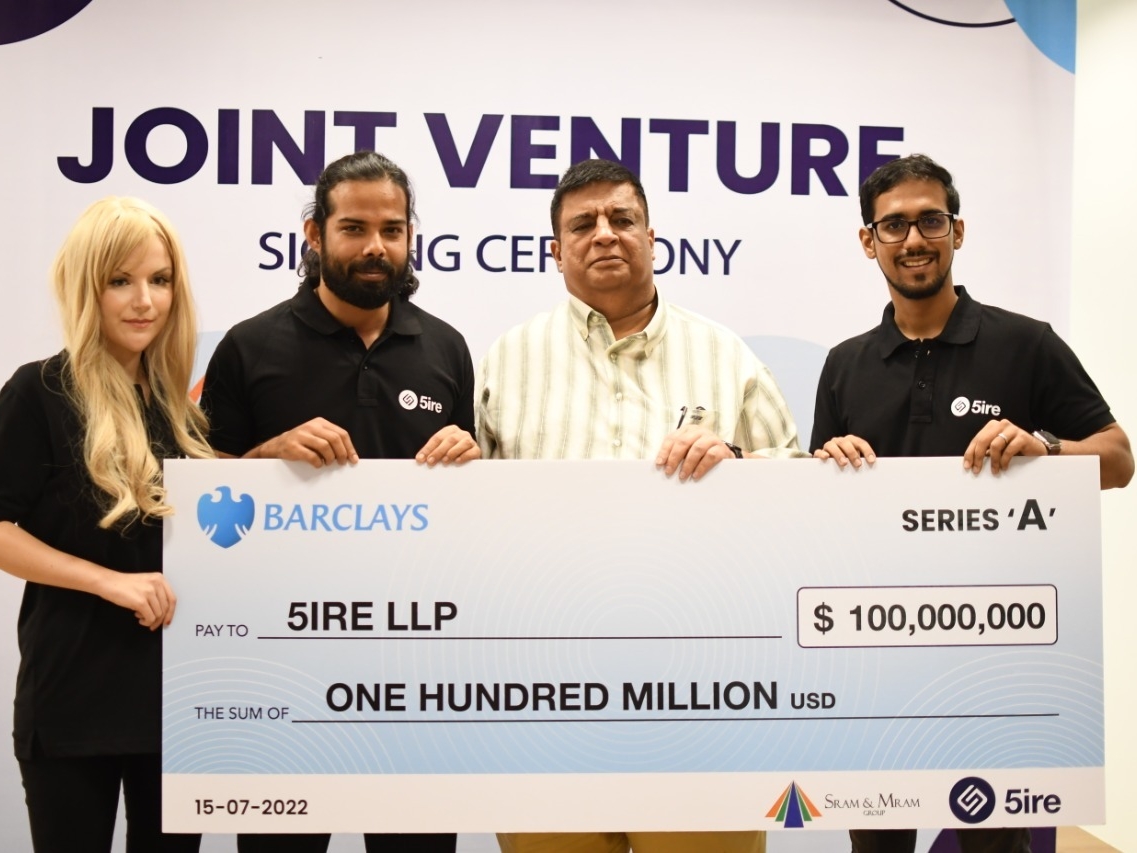 JOINT VENTURE
5ire
5ire
BARCLAYS
SERIES ‘A’
PAY TO 5IRE LLP $ 100,000,000
THE SUM OF ONE HUNDRED MILLION USD
15-07-2022
SRAM & MRAM
GROUP
5ire